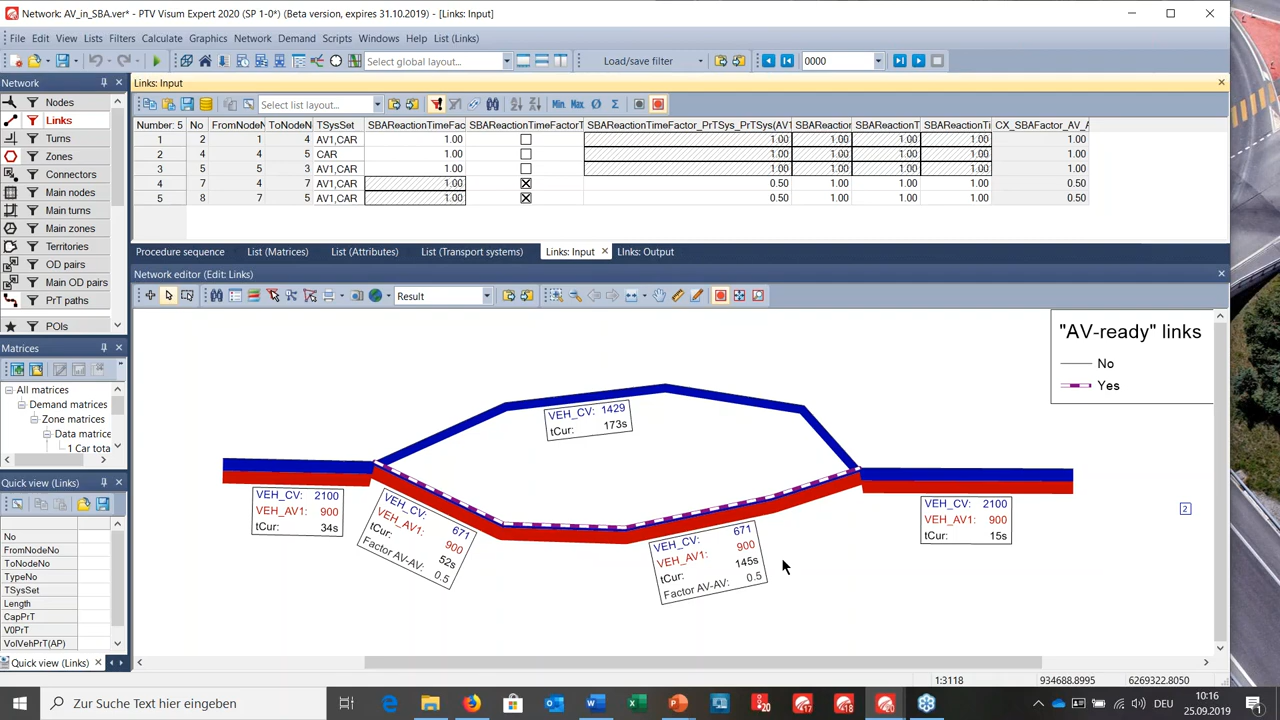 Network: AV_in_SBA.ver* - PTV Visum Expert 2020 (SP 1-0*) (Beta version, expires 31.10.2019) - [Links: Input]
File Edit View Lists Filters Calculate Graphics Network Demand Scripts Windows Help List (Links)
Select global layout... Load/save filter 0000
Network
Nodes
Links
Turns
Zones
Connectors
Main nodes
Main turns
Main zones
Territories
OD pairs
Main OD pairs
PrT paths
POIs
Matrices
All matrices
Demand matrices
Zone matrices
Data matrice
1 Car tota
Quick view (Links)
No
FromNodeNo
ToNodeNo
TypeNo
TSysSet
Length
CapPrT
V0PrT
VolVehPrT(AP)
Quick view (Links)
Links: Input
Select list layout... Min Max Ø Σ
Number: 5 No FromNodeN ToNodeN TSysSet SBAReactionTimeFac SBAReactionTimeFactorT SBAReactionTimeFactor_PrTSys_PrTSys(AV1 SBAReaction SBAReactionT SBAReactionTi CX_SBAFactor_AV_A
1 2 1 4 AV1,CAR 1.00 1.00 1.00 1.00 1.00 1.00
2 4 4 5 CAR 1.00 1.00 1.00 1.00 1.00 1.00
3 5 5 3 AV1,CAR 1.00 1.00 1.00 1.00 1.00 1.00
4 7 4 7 AV1,CAR 1.00 0.50 1.00 1.00 1.00 0.50
5 8 7 5 AV1,CAR 1.00 0.50 1.00 1.00 1.00 0.50
Procedure sequence List (Matrices) List (Attributes) List (Transport systems) Links: Input LInks: Output
Network editor (Edit: Links)
Result
"AV-ready" links
No
Yes
VEH_CV: 1429
tCur: 173s
VEH_CV: 2100
VEH_AV1: 900
tCur: 34s
VEH_CV: 671
VEH_AV1: 900
tCur: 52s
Factor AV-AV: 0.5
VEH_CV: 671
VEH_AV1: 900
tCur: 145s
Factor AV-AV: 0.5
VEH_CV: 2100
VEH_AV1: 900
tCur: 15s
2
1:3118 934688.8995 6269322.8050
Zur Suche Text hier eingeben
20 17 18 20
DEU
10:16
25.09.2019
1